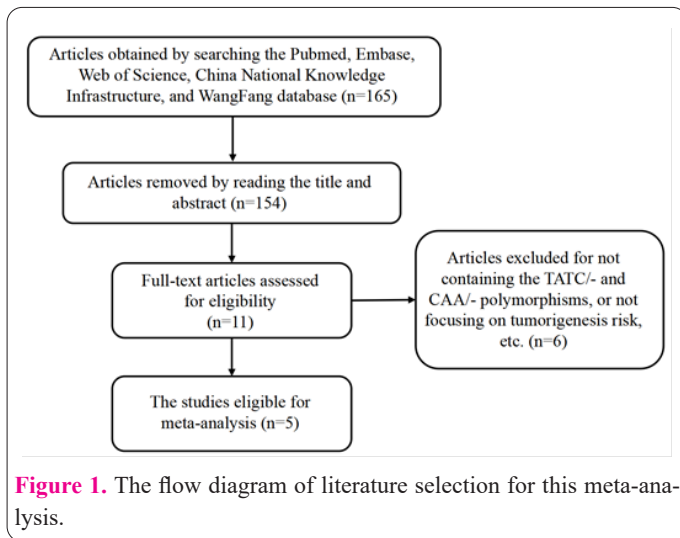 Articles obtained by searching the Pubmed, Embase,
Web of Science, China National Knowledge
Infrastructure, and WangFang database (n=165)
Articles removed by reading the title and
abstract (n=154)
Full-text articles assessed
for eligibility
(n=11)
Articles excluded for not
containing the TATC/- and
CAA/- polymorphisms, or not
focusing on tumorigenesis risk,
etc. (n=6)
The studies eligible for
meta-analysis (n=5)
Figure 1. The flow diagram of literature selection for this meta-ana-
lysis.